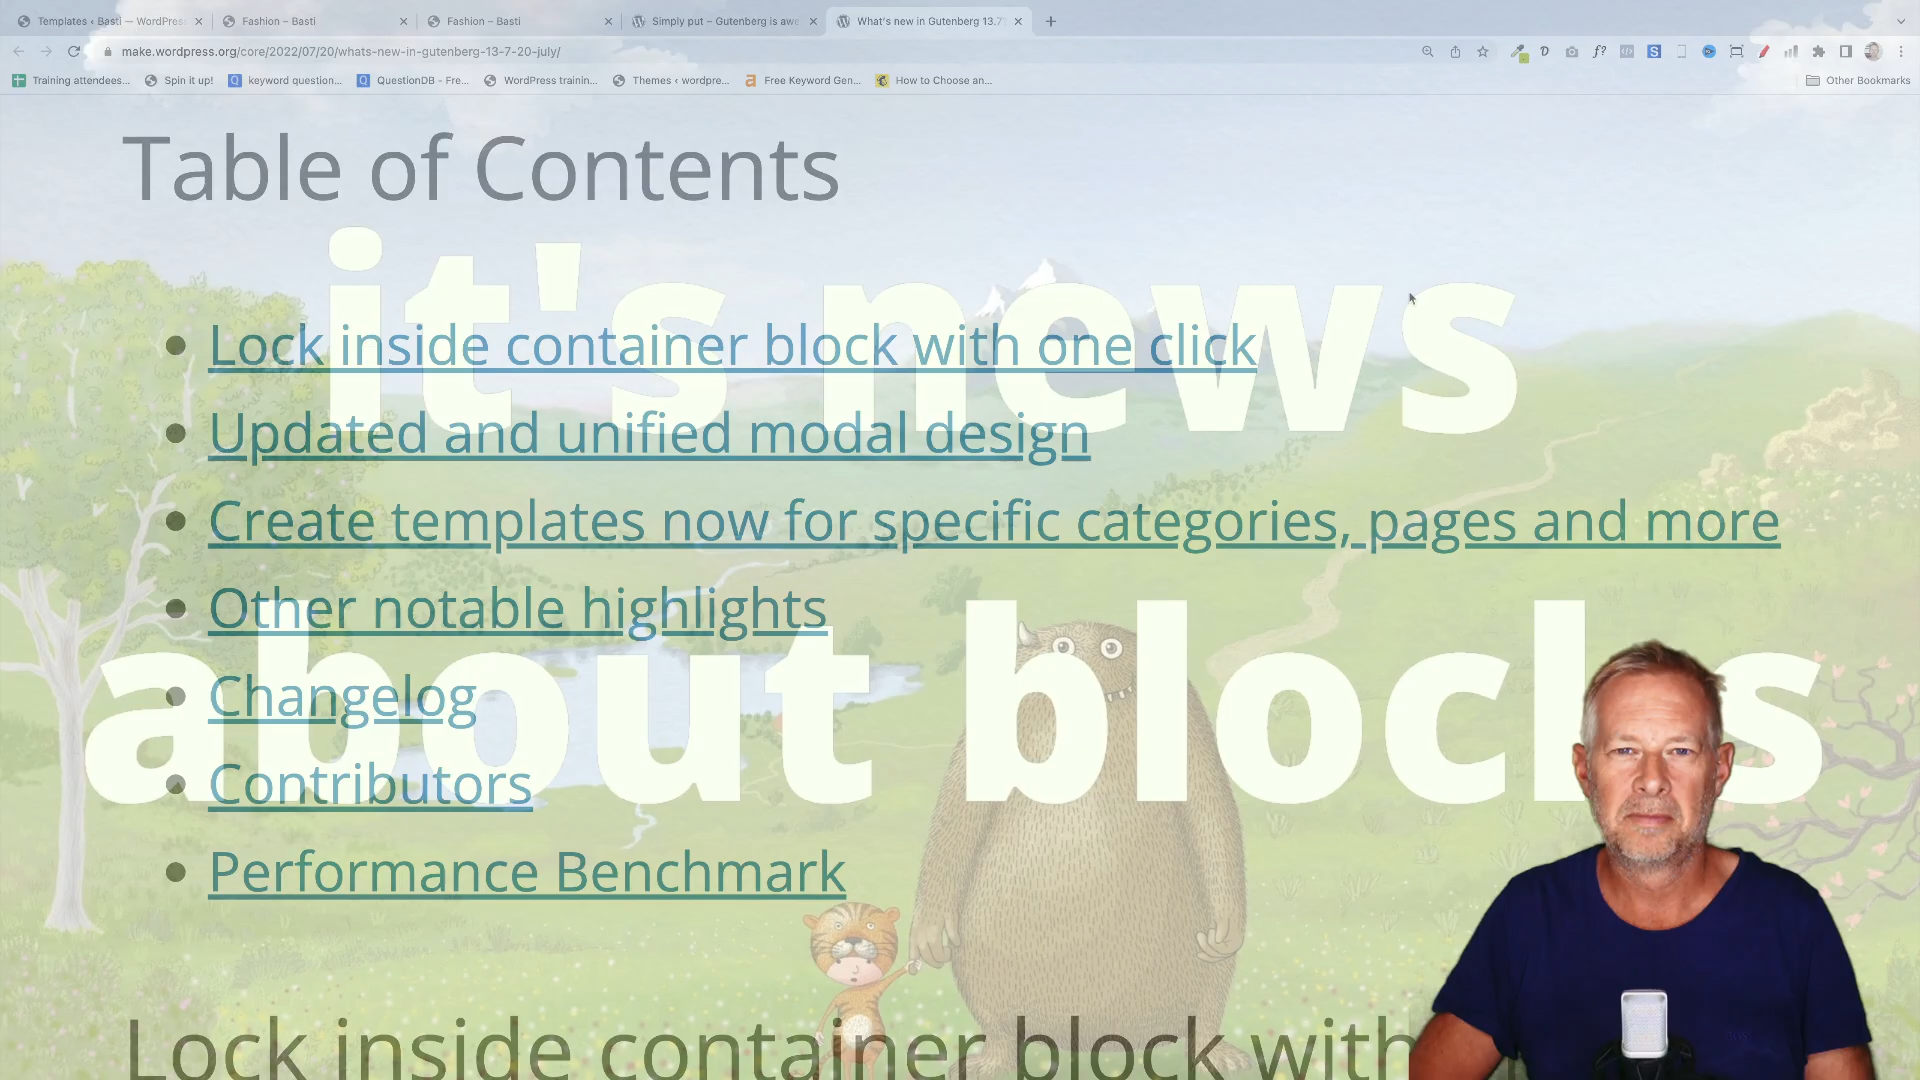 Templates ‹ Basti — WordPress
Fashion – Basti
Fashion – Basti
Simply put – Gutenberg is awe
What's new in Gutenberg 13.7?
make.wordpress.org/core/2022/07/20/whats-new-in-gutenberg-13-7-20-july/
Training attendees...
Spin it up!
keyword question...
QuestionDB - Fre...
WordPress trainin...
Themes ‹ wordpre...
Free Keyword Gen...
How to Choose an...
Other Bookmarks
Table of Contents
it's news
Lock inside container block with one click
Updated and unified modal design
Create templates now for specific categories, pages and more
Other notable highlights
about blocks
Changelog
Contributors
Performance Benchmark
Lock inside container block with